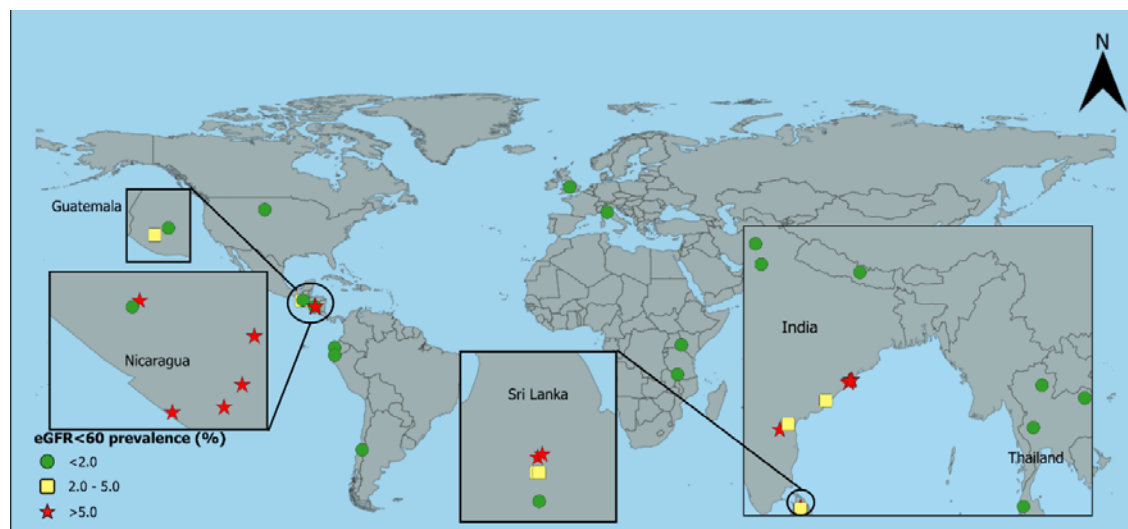 N
Guatemala
Nicaragua
Sri Lanka
India
Thailand
eGFR<60 prevalence (%)
<2.0
2.0 - 5.0
>5.0